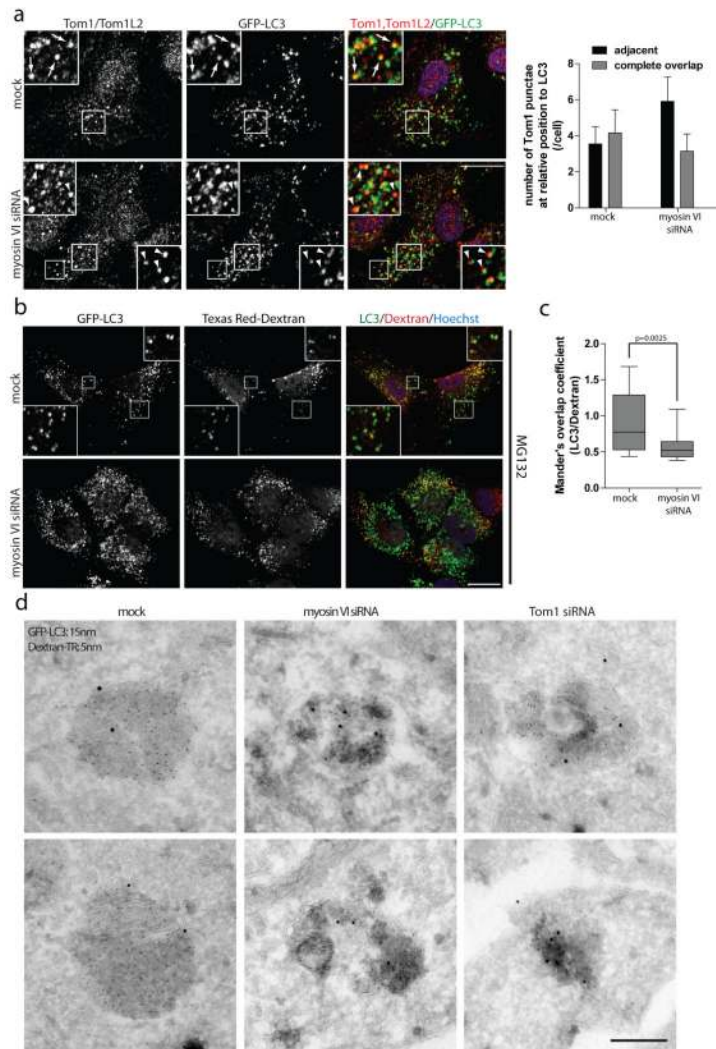 a
Tom1/Tom1L2
GFP-LC3
Tom1,Tom1L2/GFP-LC3
mock
myosin VI siRNA
adjacent
complete overlap
number of Tom1 punctae
at relative position to LC3
(/cell)
8
6
4
2
0
mock
myosin VI
siRNA
b
GFP-LC3
Texas Red-Dextran
LC3/Dextran/Hoechst
mock
myosin VI siRNA
MG132
c
p=0.0025
Mander's overlap coefficient
(LC3/Dextran)
2.0
1.5
1.0
0.5
0.0
mock
myosin VI
siRNA
d
mock
myosin VI siRNA
Tom1 siRNA
GFP-LC3:15nm
Dextran-TR:5nm